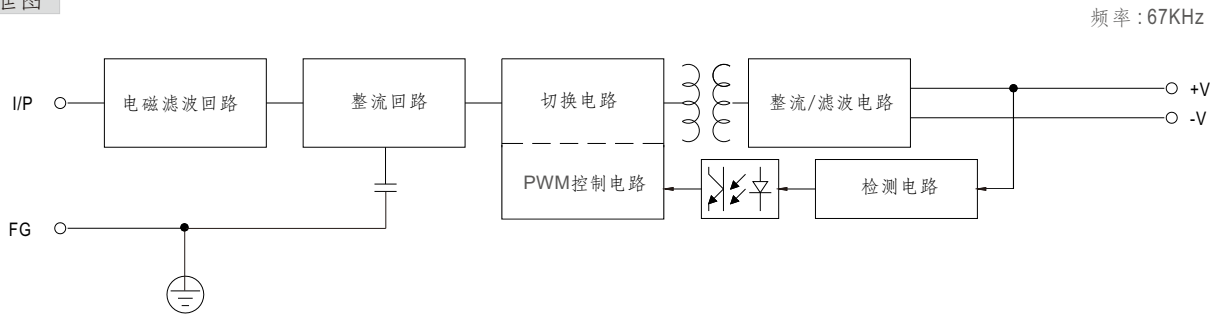 框图
频率 : 67KHz
I/P
电磁滤波回路
整流回路
切换电路
整流/滤波电路
+V
-V
PWM控制电路
检测电路
FG